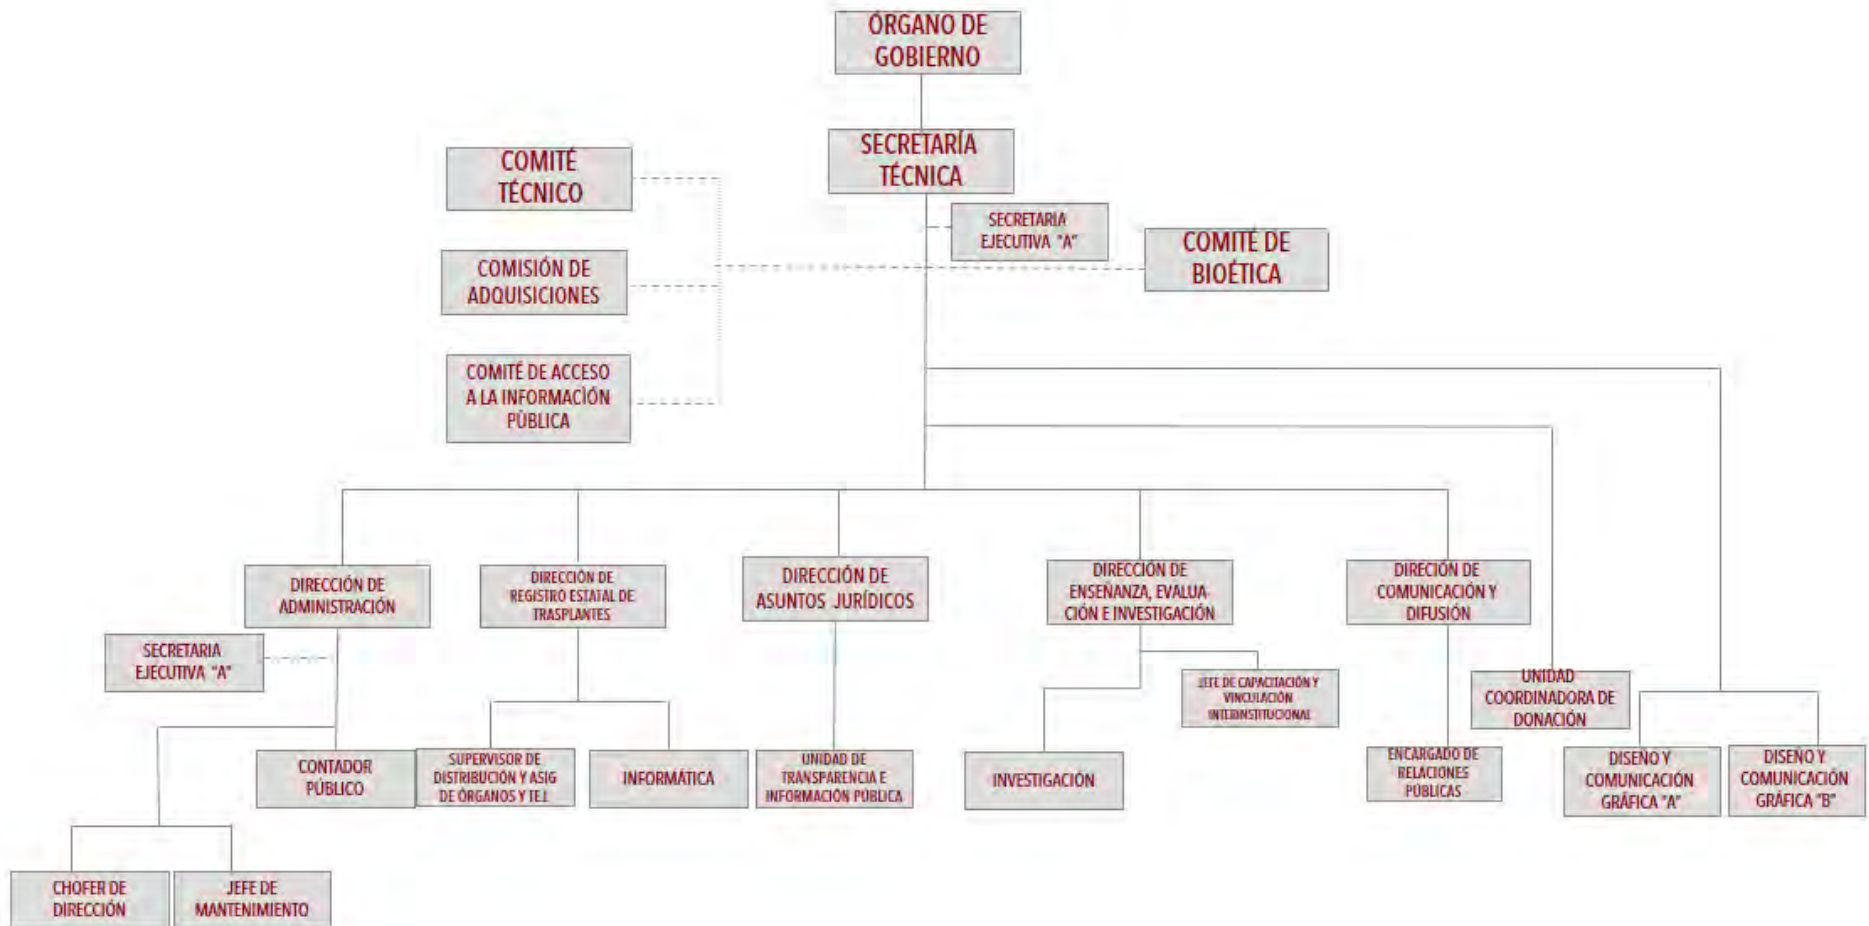 ÓRGANO DE
GOBIERNO
SECRETARÍA
TÉCNICA
COMITÉ
TÉCNICO
SECRETARIA
EJECUTIVA "A"
COMITÉ DE
BIOÉTICA
COMISIÓN DE
ADQUISICIONES
COMITÉ DE ACCESO
A LA INFORMACIÓN
PÚBLICA
DIRECCIÓN DE
ADMINISTRACIÓN
DIRECCIÓN DE
REGISTRO ESTATAL DE
TRASPLANTES
DIRECCIÓN DE
ASUNTOS JURÍDICOS
DIRECCIÓN DE
ENSEÑANZA, EVALUA
CIÓN E INVESTIGACIÓN
DIRECIÓN DE
COMUNICACIÓN Y
DIFUSIÓN
SECRETARIA
EJECUTIVA "A"
JEFE DE CAPACITACIÓN Y
VINCULACIÓN
INTERINSTITUCIONAL
UNIDAD
COORDINADORA DE
DONACIÓN
CONTADOR
PÚBLICO
SUPERVISOR DE
DISTRIBUCIÓN Y ASIG
DE ÓRGANOS Y TEJ.
INFORMÁTICA
UNIDAD DE
TRANSPARENCIA E
INFORMACIÓN PÚBLICA
INVESTIGACIÓN
ENCARGADO DE
RELACIONES
PÚBLICAS
DISEÑO Y
COMUNICACIÓN
GRÁFICA "A"
DISEÑO Y
COMUNICACIÓN
GRÁFICA "B"
CHOFER DE
DIRECCIÓN
JEFE DE
MANTENIMIENTO